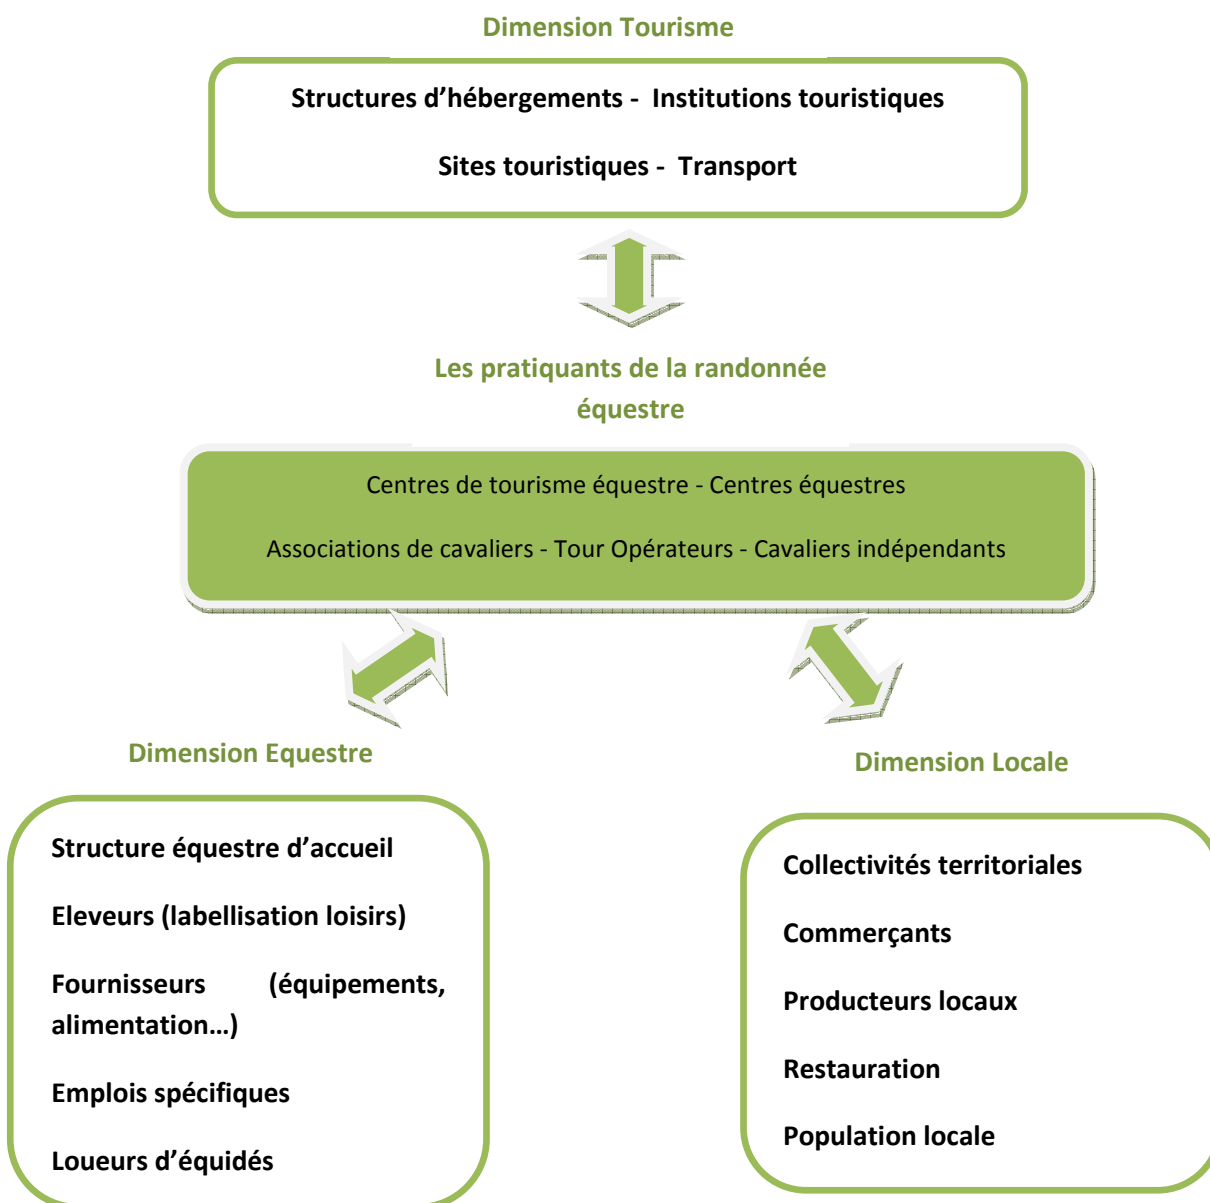 Dimension Tourisme
Structures d’hébergements - Institutions touristiques
Sites touristiques - Transport
Les pratiquants de la randonnée
équestre
Centres de tourisme équestre - Centres équestres
Associations de cavaliers - Tour Opérateurs - Cavaliers indépendants
Dimension Equestre
Structure équestre d’accueil
Eleveurs (labellisation loisirs)
Fournisseurs (équipements,
alimentation…)
Emplois spécifiques
Loueurs d’équidés
Dimension Locale
Collectivités territoriales
Commerçants
Producteurs locaux
Restauration
Population locale